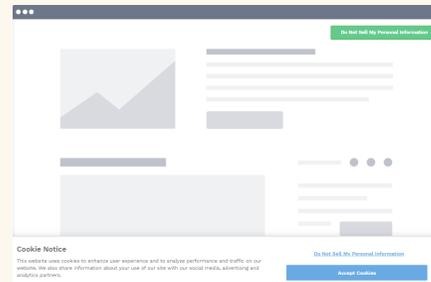 Do Not Sell My Personal Information
Cookie Notice
This website uses cookies to enhance user experience and to analyze performance and traffic on our
website. We also share information about your use of our site with our social media, advertising and
analytics partners.
Do Not Sell My Personal Information
Accept Cookies